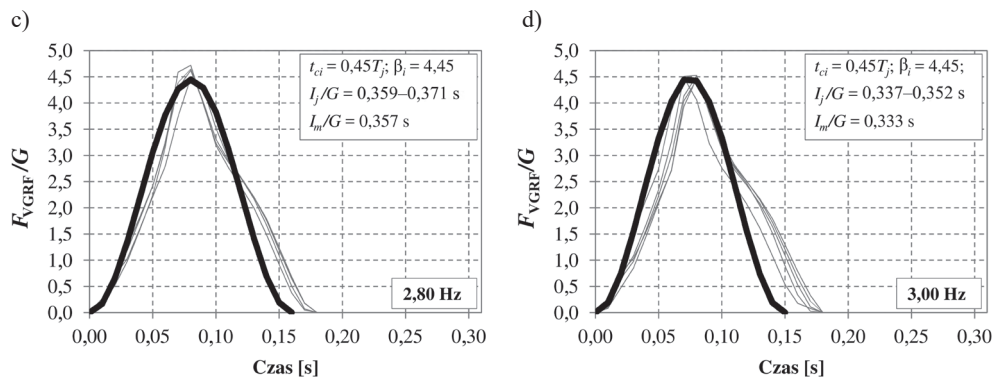 c)
5,0
4,5
4,0
3,5
3,0
2,5
2,0
1,5
1,0
0,5
0,0
F_VGRF/G
t_ci = 0,45T_j; β_i = 4,45
I_j/G = 0,359–0,371 s
I_m/G = 0,357 s
2,80 Hz
0,00 0,05 0,10 0,15 0,20 0,25 0,30
Czas [s]
d)
5,0
4,5
4,0
3,5
3,0
2,5
2,0
1,5
1,0
0,5
0,0
F_VGRF/G
t_ci = 0,45T_j; β_i = 4,45;
I_j/G = 0,337–0,352 s
I_m/G = 0,333 s
3,00 Hz
0,00 0,05 0,10 0,15 0,20 0,25 0,30
Czas [s]